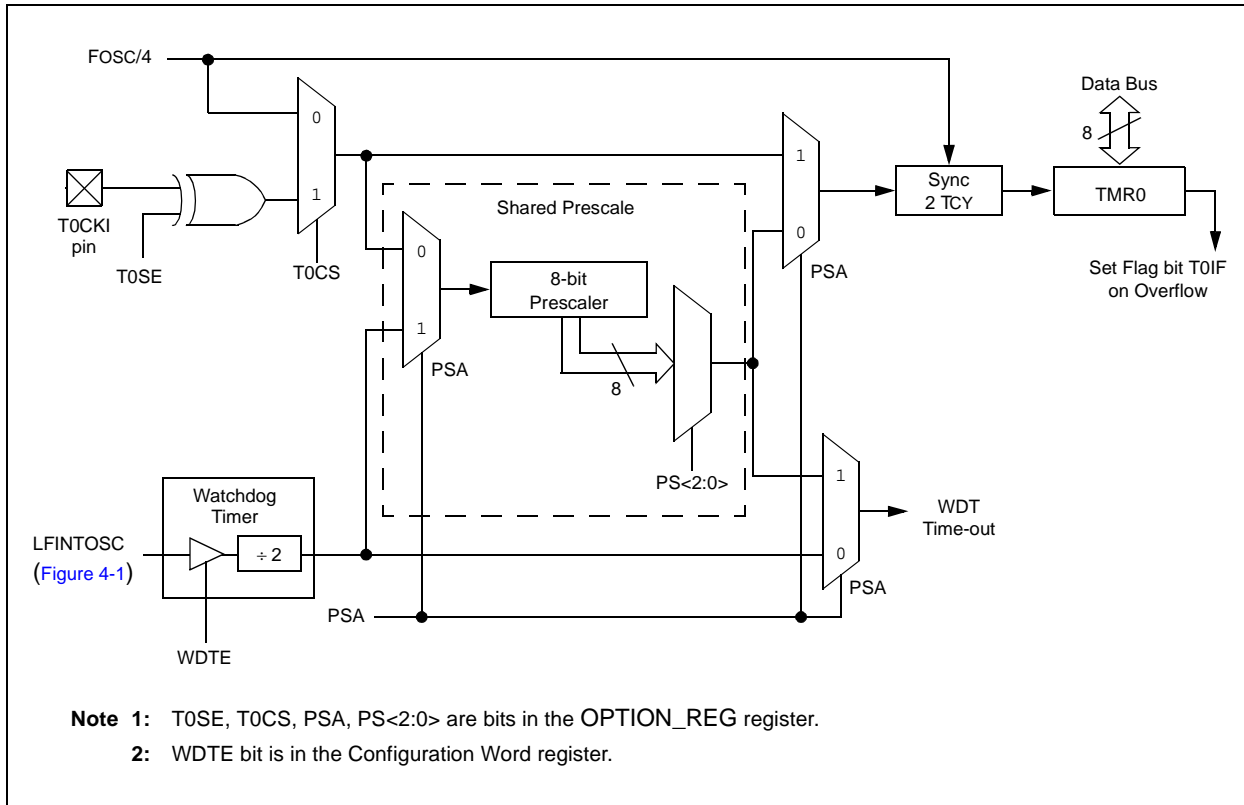 FOSC/4
Data Bus
8
0
1
T0CKI
pin
T0SE
T0CS
Shared Prescale
0
1
PSA
8-bit
Prescaler
8
PS<2:0>
1
0
PSA
Sync
2 TCY
TMR0
Set Flag bit T0IF
on Overflow
Watchdog
Timer
LFINTOSC
(Figure 4-1)
÷ 2
WDTE
PSA
1
0
PSA
WDT
Time-out
Note 1: T0SE, T0CS, PSA, PS<2:0> are bits in the OPTION_REG register.
2: WDTE bit is in the Configuration Word register.